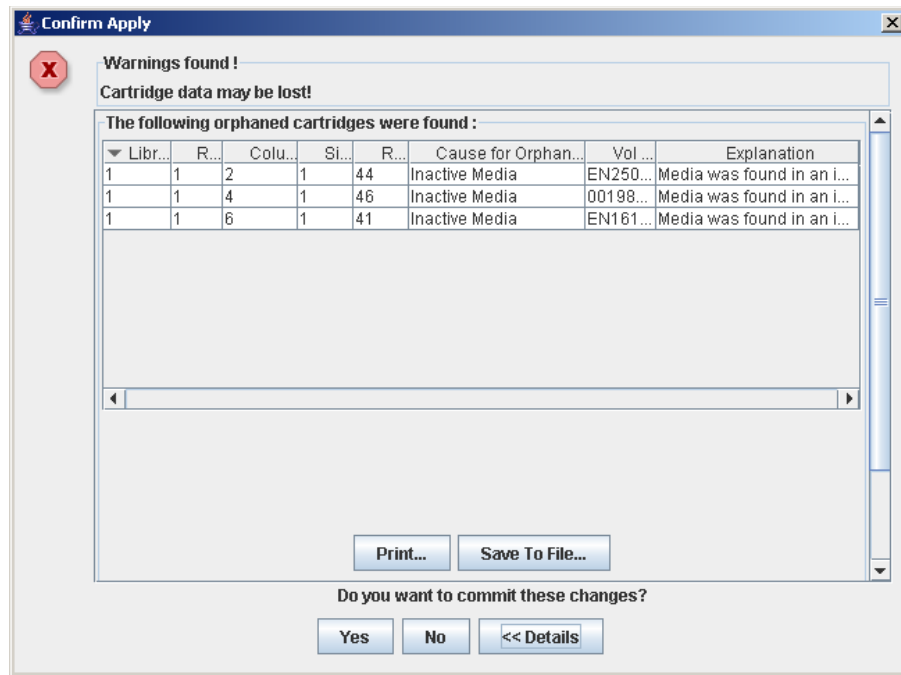 Confirm Apply
Warnings found !
Cartridge data may be lost!
The following orphaned cartridges were found :
Libr... R... Colu... Si... R... Cause for Orphan... Vol ... Explanation
1 1 2 1 44 Inactive Media EN250... Media was found in an i...
1 1 4 1 46 Inactive Media 00198... Media was found in an i...
1 1 6 1 41 Inactive Media EN161... Media was found in an i...
Print... Save To File...
Do you want to commit these changes?
Yes No << Details